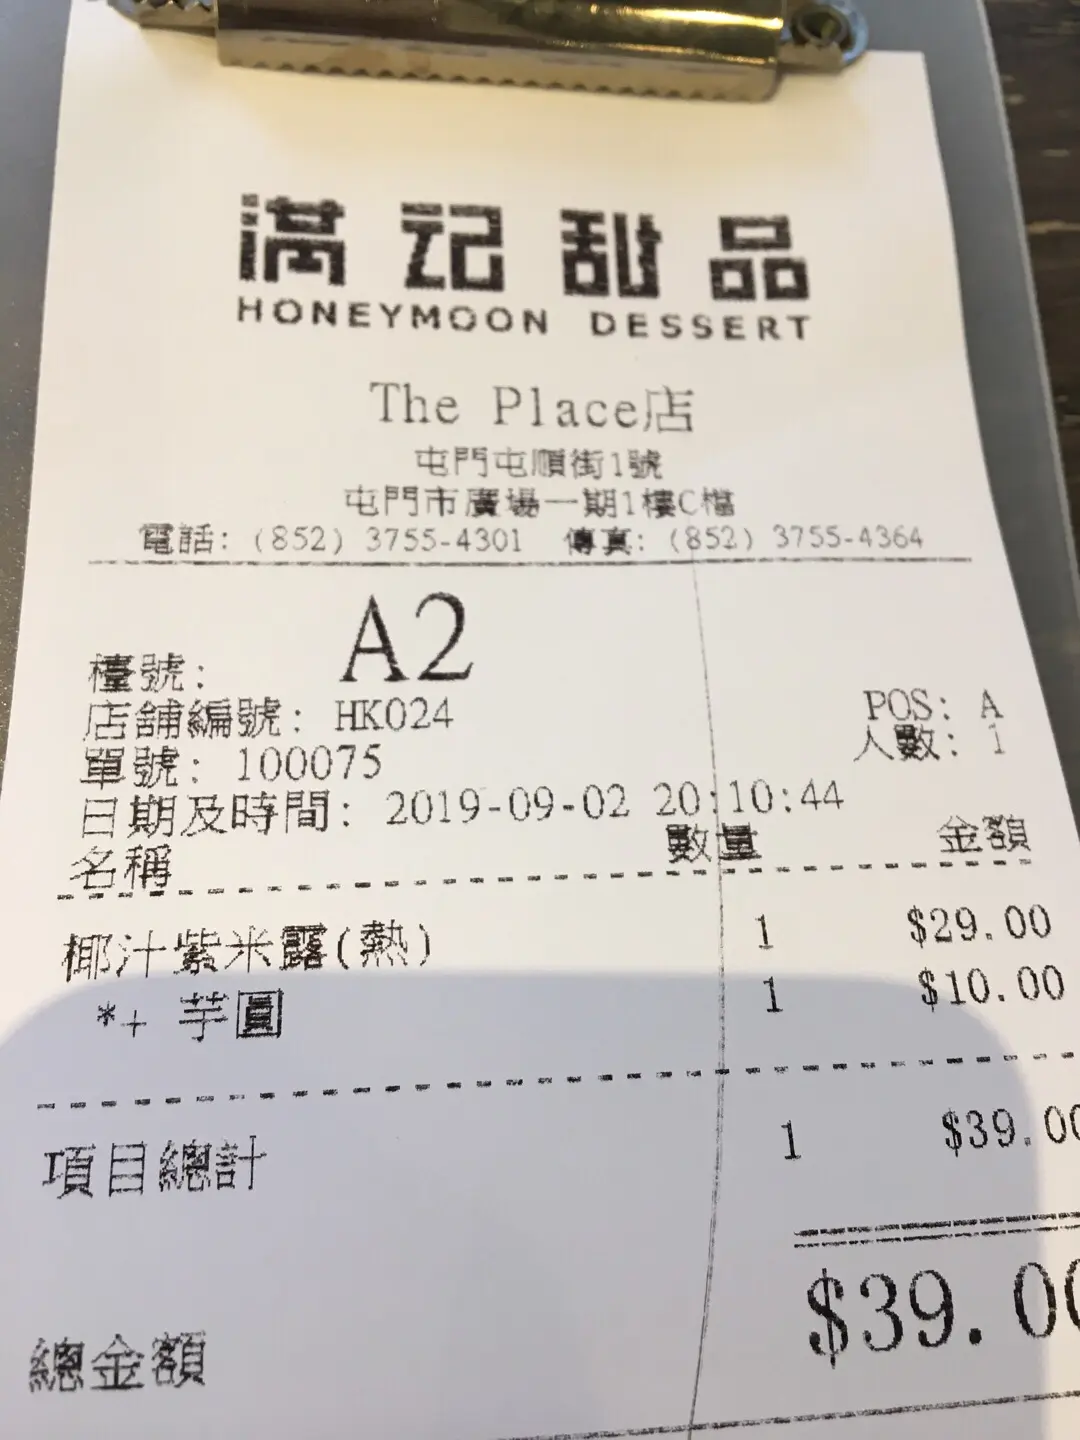 满记甜品
HONEYMOON DESSERT
The Place店
屯門屯順街1號
屯門市廣場一期1樓C檔
電話: (852) 3755-4301 傳真: (852) 3755-4364
檯號: A2
店舖編號: HK024 POS: A
單號: 100075 人數: 1
日期及時間: 2019-09-02 20:10:44
名稱 數量 金額
椰汁紫米露(熱) 1 $29.00
*+ 芋圓 1 $10.00
項目總計 1 $39.00
總金額 $39.00